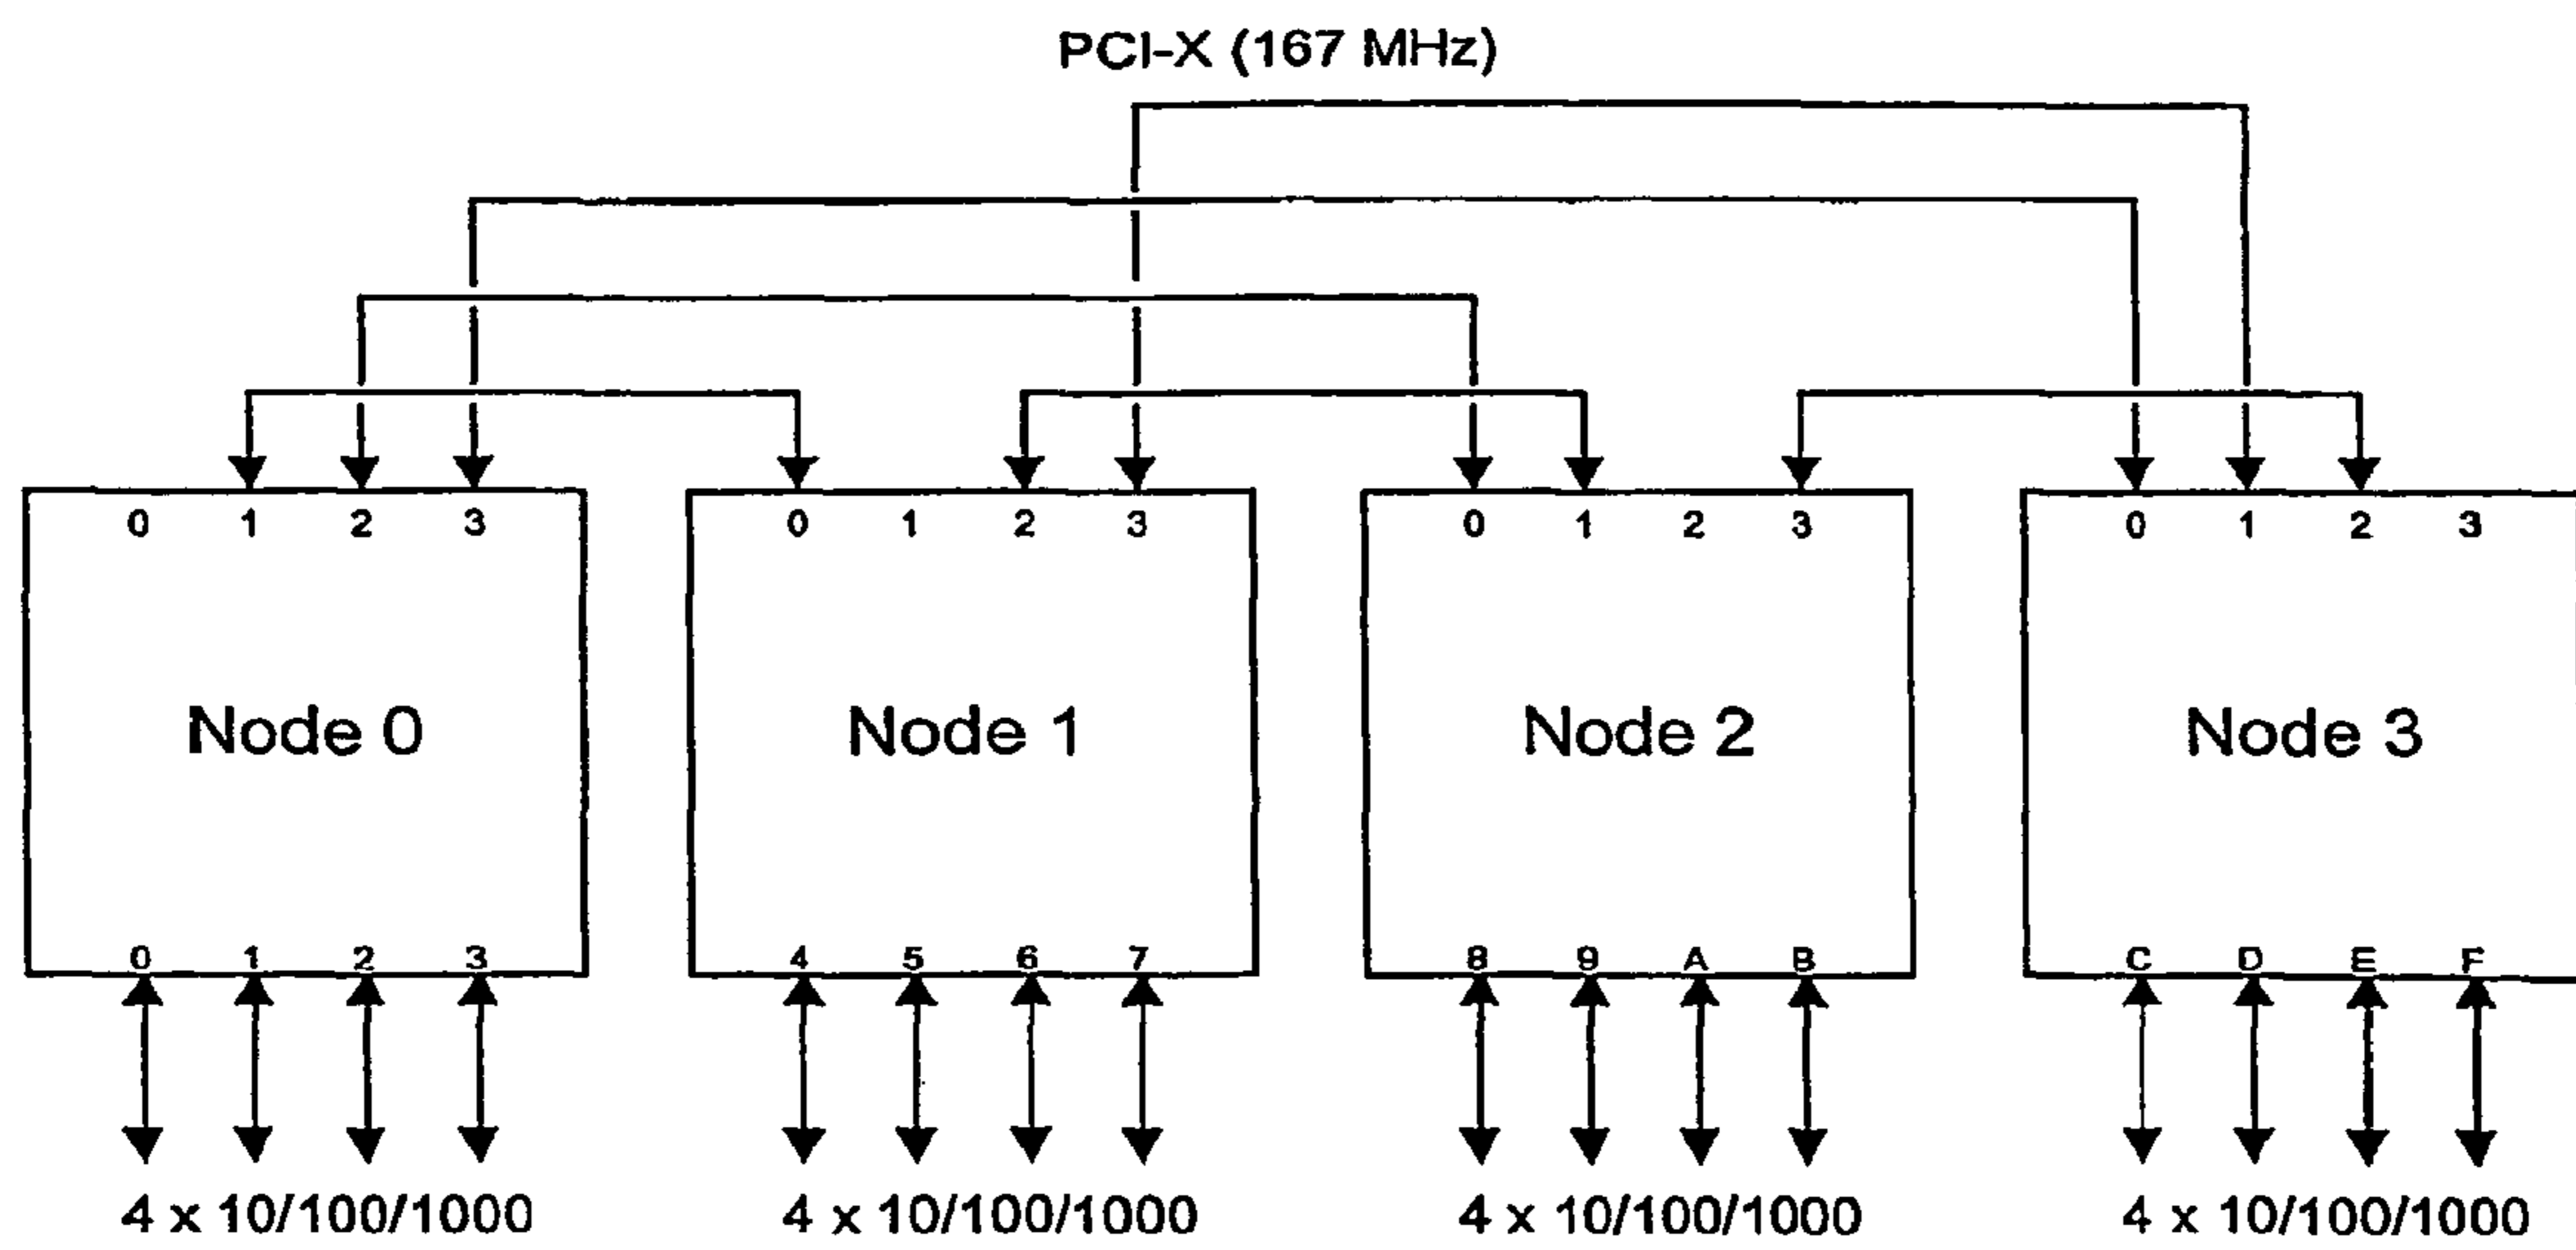 PCI-X (167 MHz)
0 1 2 3 0 1 2 3 0 1 2 3 0 1 2 3
Node 0 Node 1 Node 2 Node 3
0 1 2 3 4 5 6 7 8 9 A B C D E F
4 x 10/100/1000 4 x 10/100/1000 4 x 10/100/1000 4 x 10/100/1000